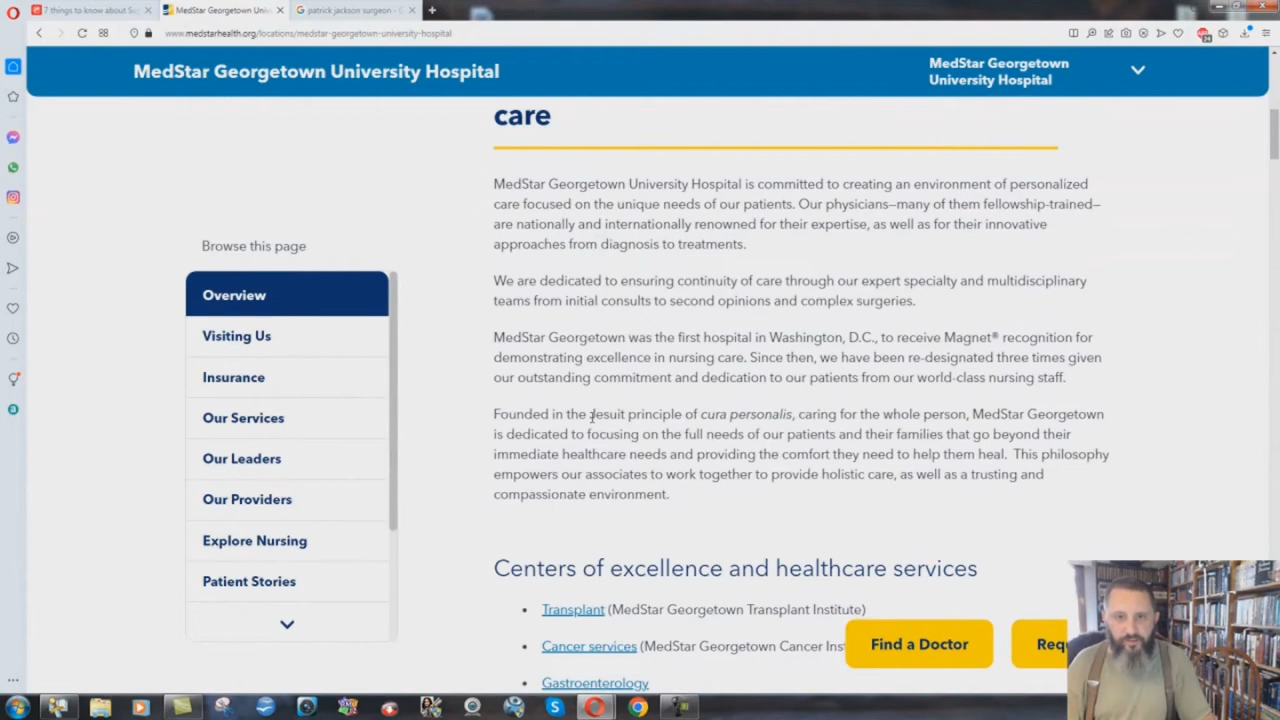 7 things to know about Su
MedStar Georgetown Univ
patrick jackson surgeon - G
www.medstarhealth.org/locations/medstar-georgetown-university-hospital
MedStar Georgetown University Hospital
MedStar Georgetown
University Hospital
care
MedStar Georgetown University Hospital is committed to creating an environment of personalized
care focused on the unique needs of our patients. Our physicians—many of them fellowship-trained—
are nationally and internationally renowned for their expertise, as well as for their innovative
approaches from diagnosis to treatments.
We are dedicated to ensuring continuity of care through our expert specialty and multidisciplinary
teams from initial consults to second opinions and complex surgeries.
MedStar Georgetown was the first hospital in Washington, D.C., to receive Magnet® recognition for
demonstrating excellence in nursing care. Since then, we have been re-designated three times given
our outstanding commitment and dedication to our patients from our world-class nursing staff.
Founded in the Jesuit principle of cura personalis, caring for the whole person, MedStar Georgetown
is dedicated to focusing on the full needs of our patients and their families that go beyond their
immediate healthcare needs and providing the comfort they need to help them heal. This philosophy
empowers our associates to work together to provide holistic care, as well as a trusting and
compassionate environment.
Browse this page
Overview
Visiting Us
Insurance
Our Services
Our Leaders
Our Providers
Explore Nursing
Patient Stories
Centers of excellence and healthcare services
• Transplant (MedStar Georgetown Transplant Institute)
• Cancer services (MedStar Georgetown Cancer Ins
• Gastroenterology
Find a Doctor
Req